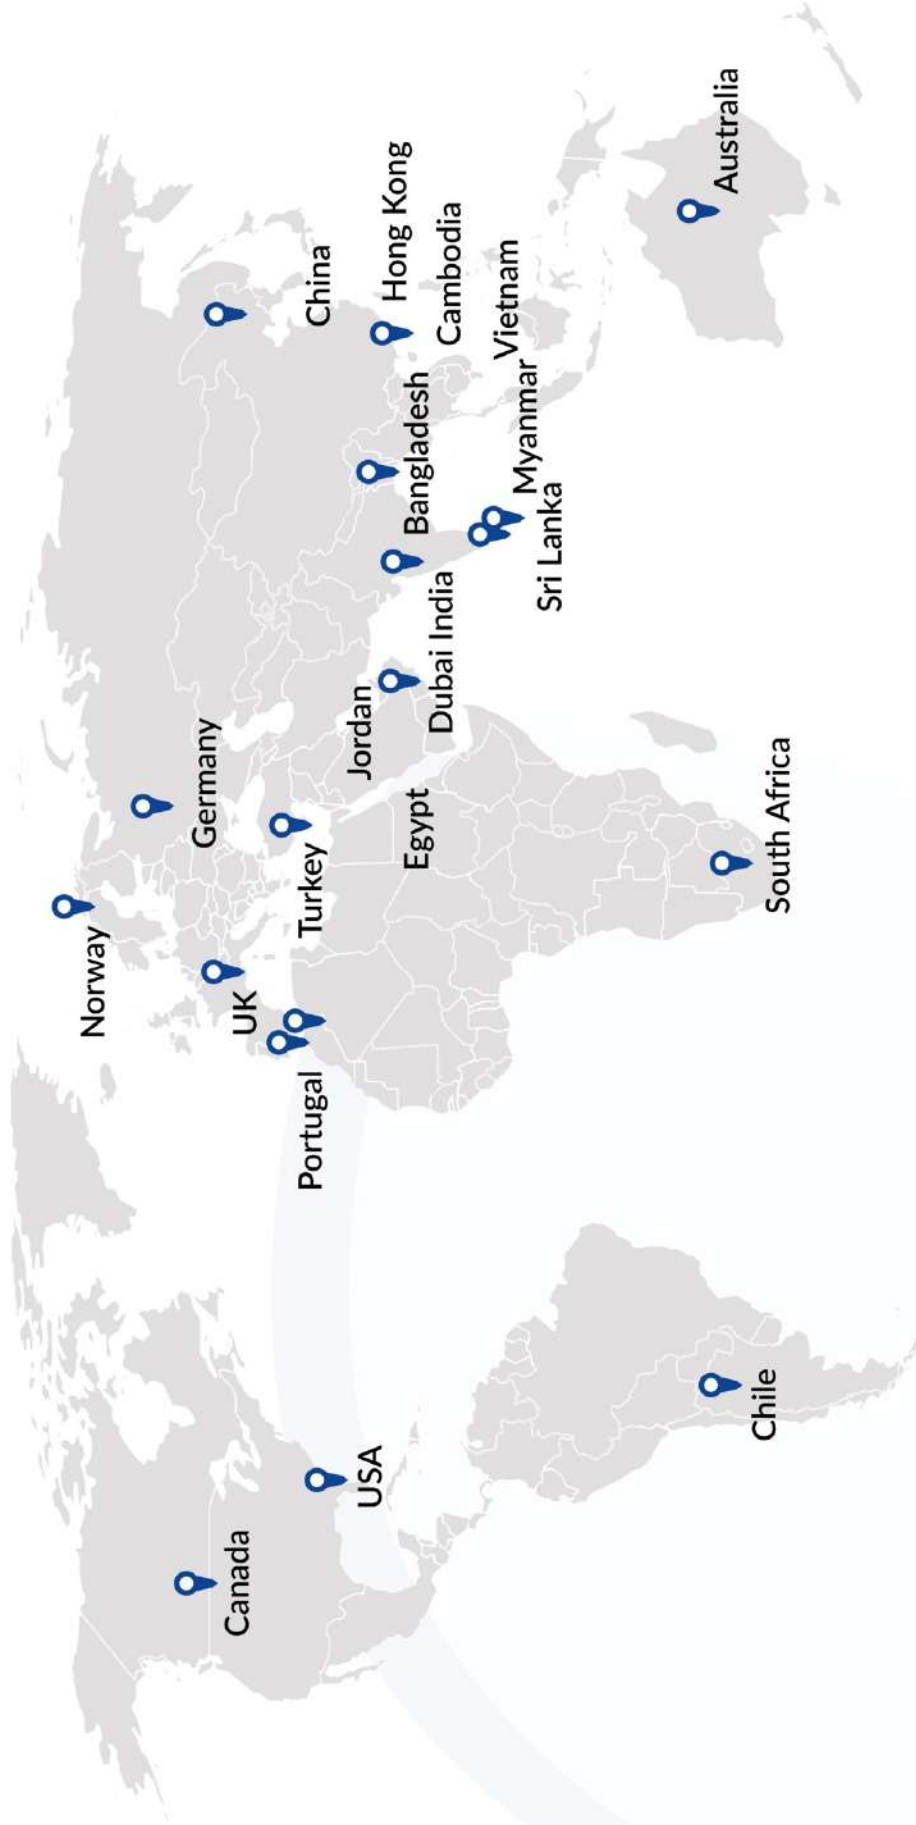 Norway
Canada
UK
Germany
China
USA
Portugal
Turkey
Jordan
Hong Kong
Egypt
Bangladesh
Dubai India
Cambodia
Vietnam
Myanmar
Sri Lanka
Australia
Chile
South Africa